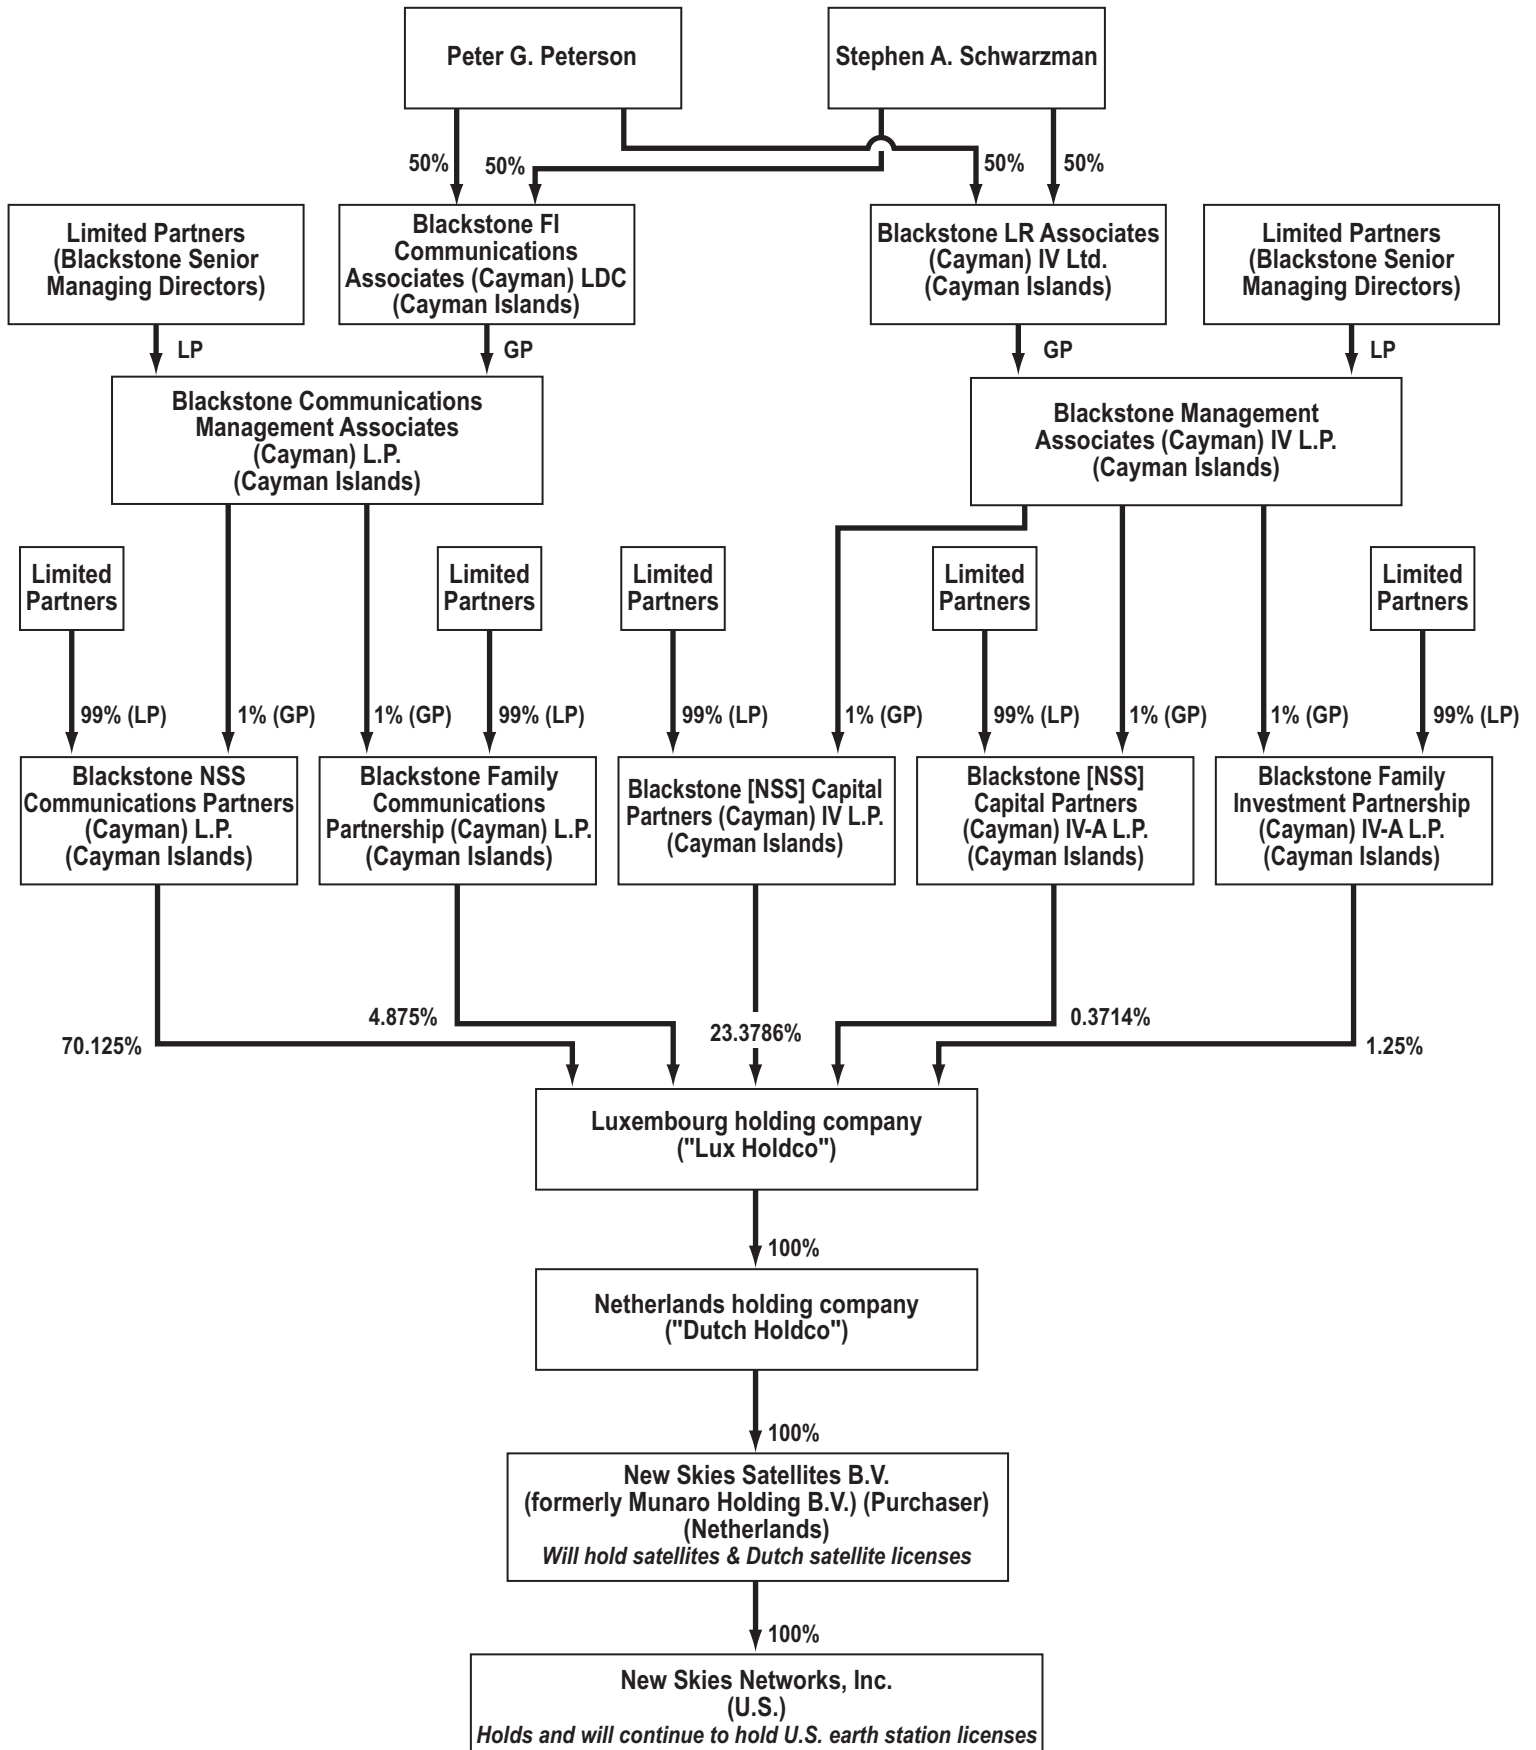 Peter G. Peterson
Stephen A. Schwarzman
50%
50%
50%
50%
Limited Partners
(Blackstone Senior
Managing Directors)
Blackstone FI
Communications
Associates (Cayman) LDC
(Cayman Islands)
Blackstone LR Associates
(Cayman) IV Ltd.
(Cayman Islands)
Limited Partners
(Blackstone Senior
Managing Directors)
LP
GP
GP
LP
Blackstone Communications
Management Associates
(Cayman) L.P.
(Cayman Islands)
Blackstone Management
Associates (Cayman) IV L.P.
(Cayman Islands)
Limited
Partners
Limited
Partners
Limited
Partners
Limited
Partners
Limited
Partners
99% (LP)
1% (GP)
1% (GP)
99% (LP)
99% (LP)
1% (GP)
99% (LP)
1% (GP)
1% (GP)
99% (LP)
Blackstone NSS
Communications Partners
(Cayman) L.P.
(Cayman Islands)
Blackstone Family
Communications
Partnership (Cayman) L.P.
(Cayman Islands)
Blackstone [NSS] Capital
Partners (Cayman) IV L.P.
(Cayman Islands)
Blackstone [NSS]
Capital Partners
(Cayman) IV-A L.P.
(Cayman Islands)
Blackstone Family
Investment Partnership
(Cayman) IV-A L.P.
(Cayman Islands)
70.125%
4.875%
23.3786%
0.3714%
1.25%
Luxembourg holding company
("Lux Holdco")
100%
Netherlands holding company
("Dutch Holdco")
100%
New Skies Satellites B.V.
(formerly Munaro Holding B.V.) (Purchaser)
(Netherlands)
Will hold satellites & Dutch satellite licenses
100%
New Skies Networks, Inc.
(U.S.)
Holds and will continue to hold U.S. earth station licenses